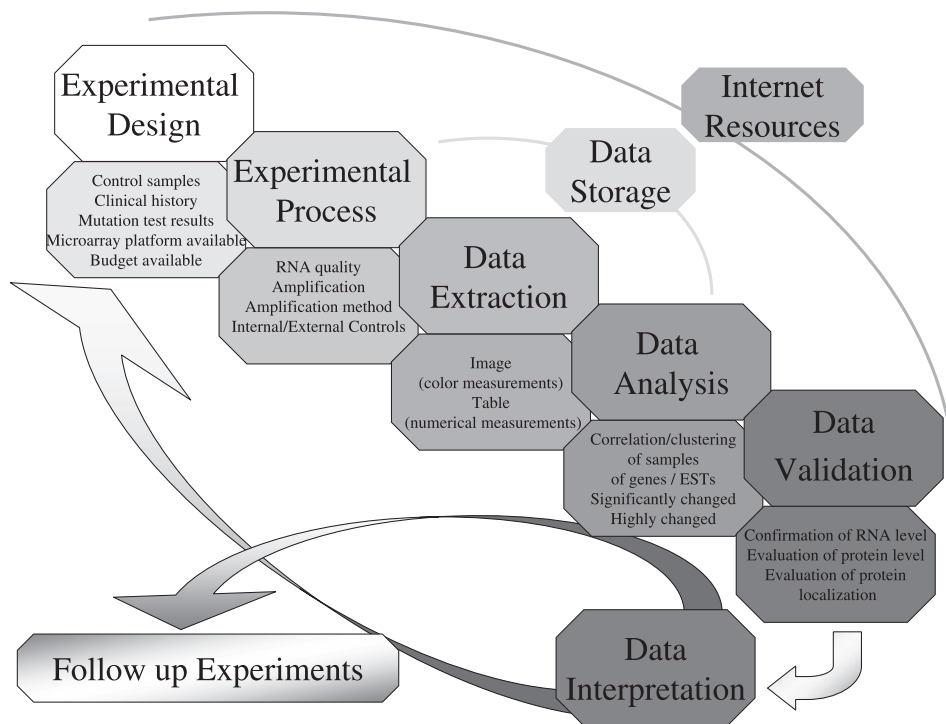 Experimental
Design
Control samples
Clinical history
Mutation test results
Microarray platform available
Budget available
Experimental
Process
RNA quality
Amplification
Amplification method
Internal/External Controls
Data
Extraction
Image
(color measurements)
Table
(numerical measurements)
Data
Storage
Internet
Resources
Data
Analysis
Correlation/clustering
of samples
of genes / ESTs
Significantly changed
Highly changed
Data
Validation
Confirmation of RNA level
Evaluation of protein level
Evaluation of protein
localization
Data
Interpretation
Follow up Experiments